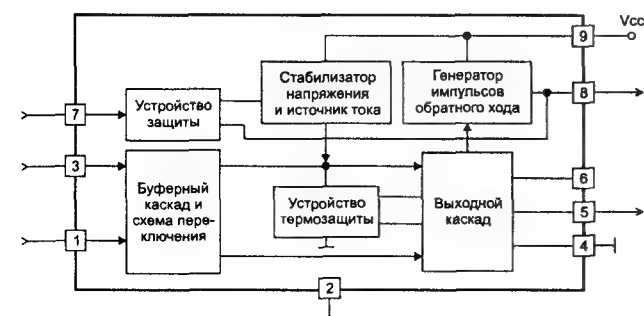 Vcc
9
Стабилизатор
напряжения
и источник тока
Генератор
импульсов
обратного хода
8
7
Устройство
защиты
3
Буферный
каскад и
схема пере-
ключения
1
Устройство
термозащиты
Выходной
каскад
6
5
4
2